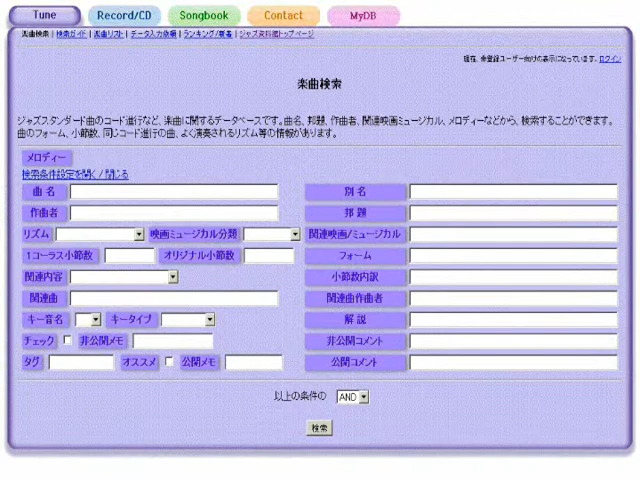 Tune Record/CD Songbook Contact MyDB
楽曲検索 | 検索ガイド | 楽曲リスト | データ入力依頼 | ランキング/新着 | ジャズ資料館トップページ
現在、未登録ユーザー向けの表示になっています。ログイン
楽曲検索
ジャズスタンダード曲のコード進行など、楽曲に関するデータベースです。曲名、邦題、作曲者、関連映画ミュージカル、メロディーなどから、検索することができます。
曲のフォーム、小節数、同じコード進行の曲、よく演奏されるリズム等の情報があります。
メロディー
検索条件設定を開く / 閉じる
曲 名 別 名
作曲者 邦 題
リズム 映画ミュージカル分類 関連映画/ミュージカル
1コーラス小節数 オリジナル小節数 フォーム
関連内容 小節数内訳
関連曲 関連曲作曲者
キー音名 キータイプ 解 説
チェック 非公開メモ 非公開コメント
タグ オススメ 公開メモ 公開コメント
以上の条件の AND
検索